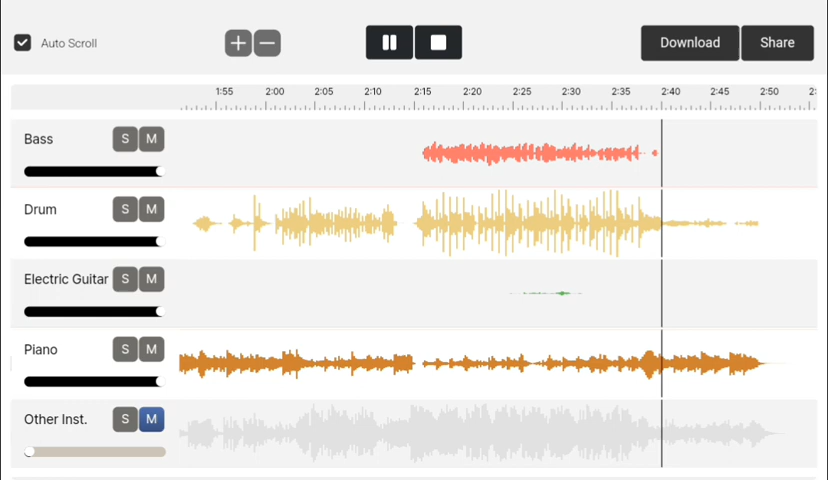 Auto Scroll
Download
Share
1:55 2:00 2:05 2:10 2:15 2:20 2:25 2:30 2:35 2:40 2:45 2:50
Bass S M
Drum S M
Electric Guitar S M
Piano S M
Other Inst. S M